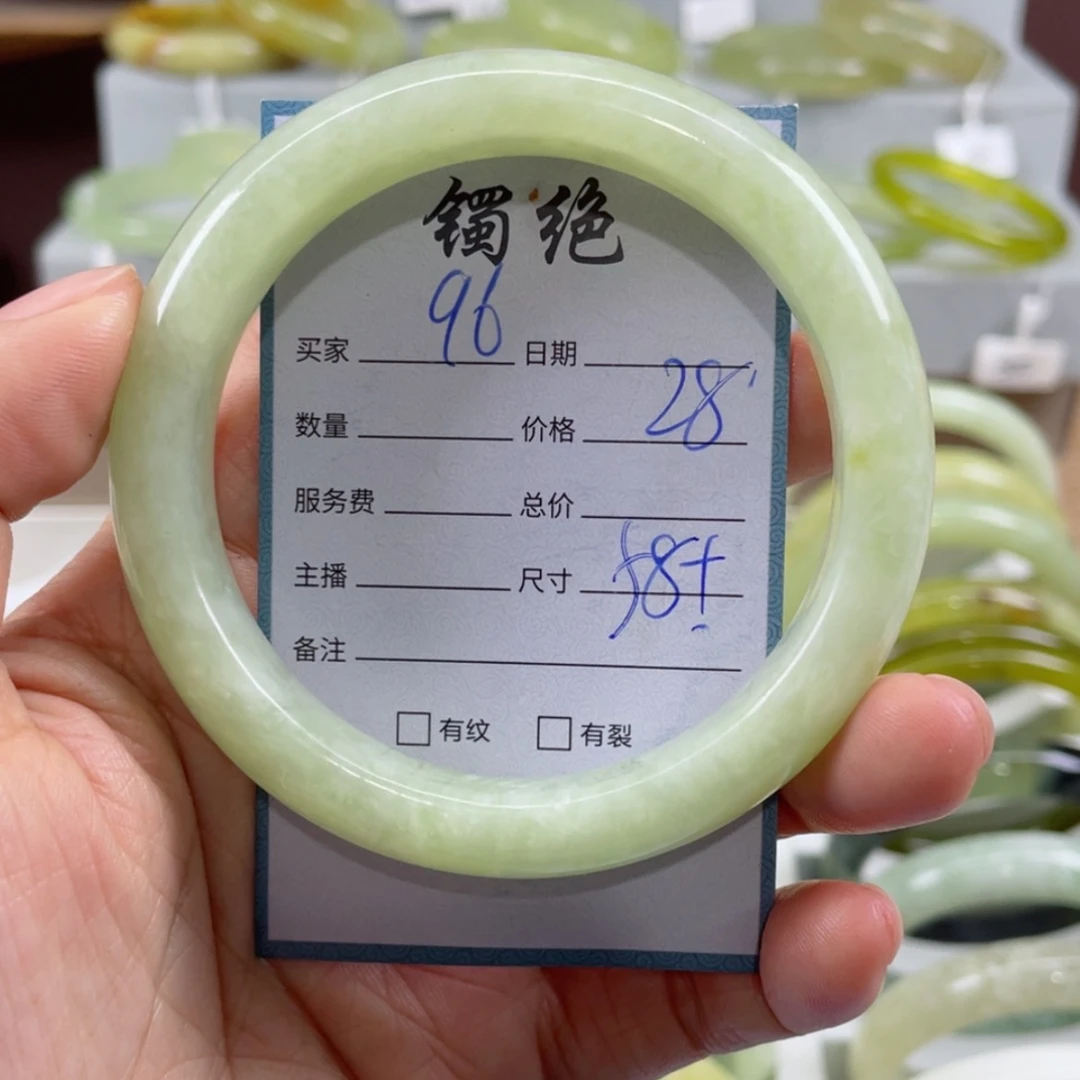 镯绝
96
买家 日期
28
数量 价格
服务费 总价
58+
主播 尺寸
备注
有纹 有裂